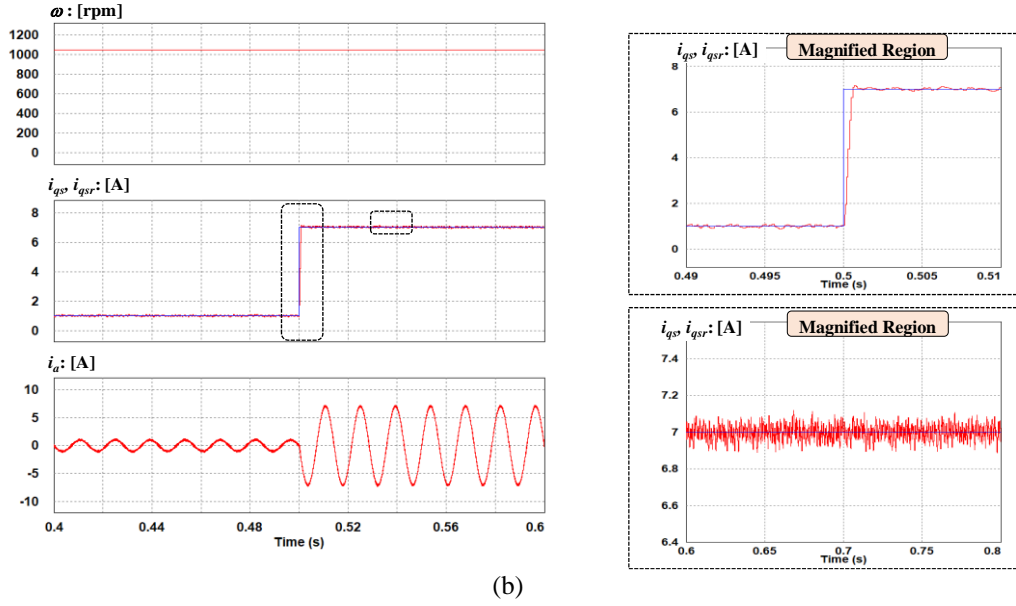 ω: [rpm]
1200
1000
800
600
400
200
0
iqs, iqsr: [A]
8
6
4
2
0
ia: [A]
10
5
0
-5
-10
0.4 0.44 0.48 0.52 0.56 0.6
Time (s)
iqs, iqsr: [A] Magnified Region
8
6
4
2
0
0.49 0.495 0.5 0.505 0.51
Time (s)
iqs, iqsr: [A] Magnified Region
7.4
7.2
7
6.8
6.6
6.4
0.6 0.65 0.7 0.75 0.8
Time (s)
(b)